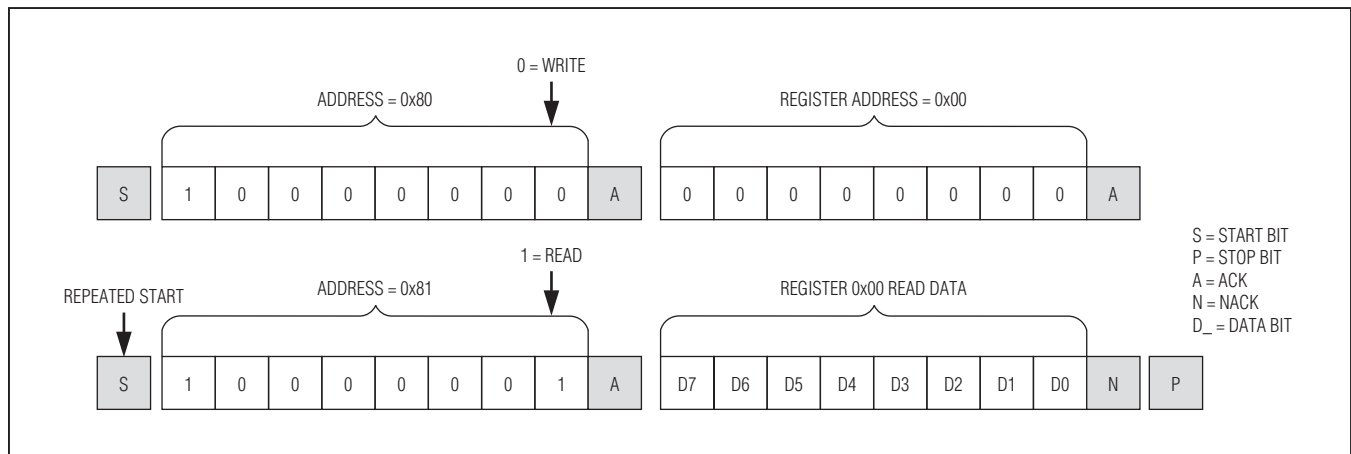 0 = WRITE
ADDRESS = 0x80
REGISTER ADDRESS = 0x00
S 1 0 0 0 0 0 0 0 A 0 0 0 0 0 0 0 0 A
1 = READ
REPEATED START
ADDRESS = 0x81
REGISTER 0x00 READ DATA
S 1 0 0 0 0 0 0 1 A D7 D6 D5 D4 D3 D2 D1 D0 N P
S = START BIT
P = STOP BIT
A = ACK
N = NACK
D_ = DATA BIT